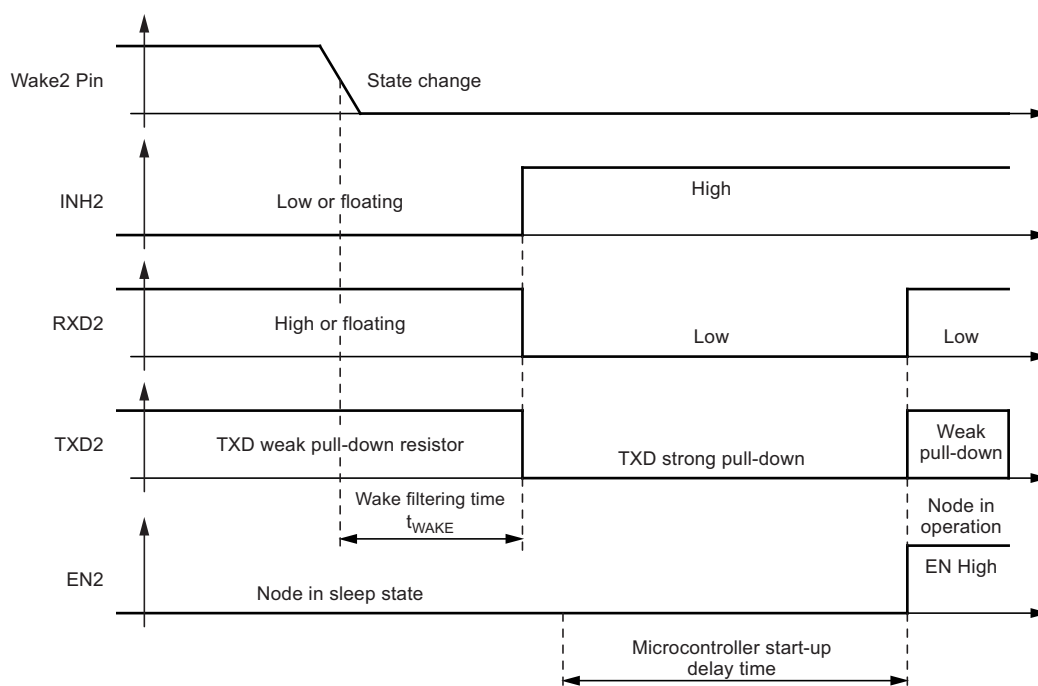 Wake2 Pin
State change
INH2
Low or floating
High
RXD2
High or floating
Low
Low
TXD2
TXD weak pull-down resistor
TXD strong pull-down
Weak
pull-down
Wake filtering time
tWAKE
Node in
operation
EN2
Node in sleep state
EN High
Microcontroller start-up
delay time